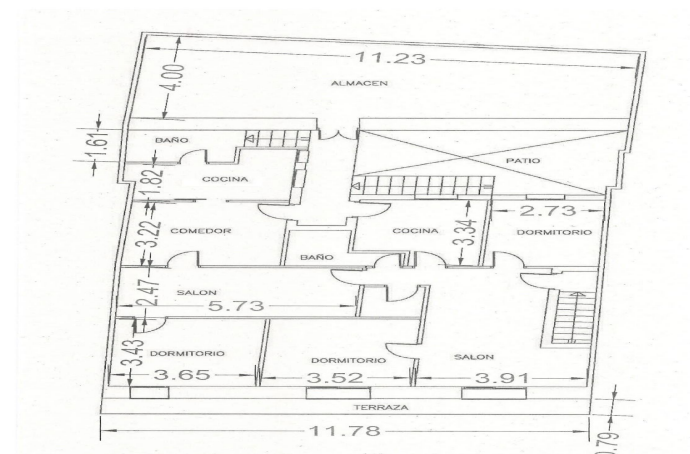 11.23
4.00
ALMACEN
1.61
BAÑO
PATIO
COCINA
1.82
2.73
COMEDOR
3.22
COCINA
3.34
DORMITORIO
BAÑO
SALON
2.47
5.73
3.43
DORMITORIO
DORMITORIO
SALON
3.65
3.52
3.91
TERRAZA
11.78
0.79